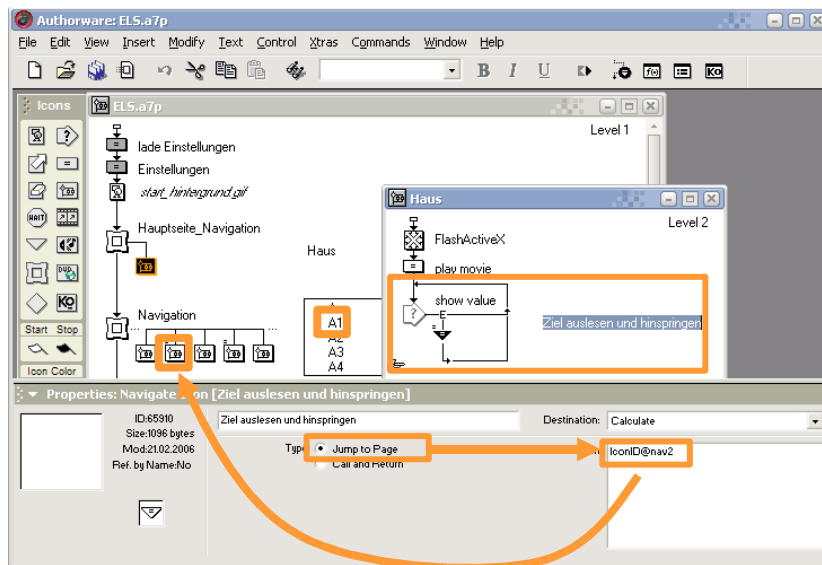 Authorware: ELS.a7p
File Edit View Insert Modify Text Control Xtras Commands Window Help
B I U
Icons
ELS.a7p
Level 1
lade Einstellungen
Einstellungen
start_hintergrund.gif
Hauptseite_Navigation
Haus
Navigation
A1
A2
A3
A4
WAIT
DVD
KO
Start Stop
Icon Color
Haus
Level 2
FlashActiveX
play movie
show value
E
Ziel auslesen und hinspringen
Properties: Navigate Icon [Ziel auslesen und hinspringen]
ID:65910
Size:1096 bytes
Mod:21.02.2006
Ref. by Name:No
Ziel auslesen und hinspringen
Destination: Calculate
Type: Jump to Page
Call and Return
IconID@nav2